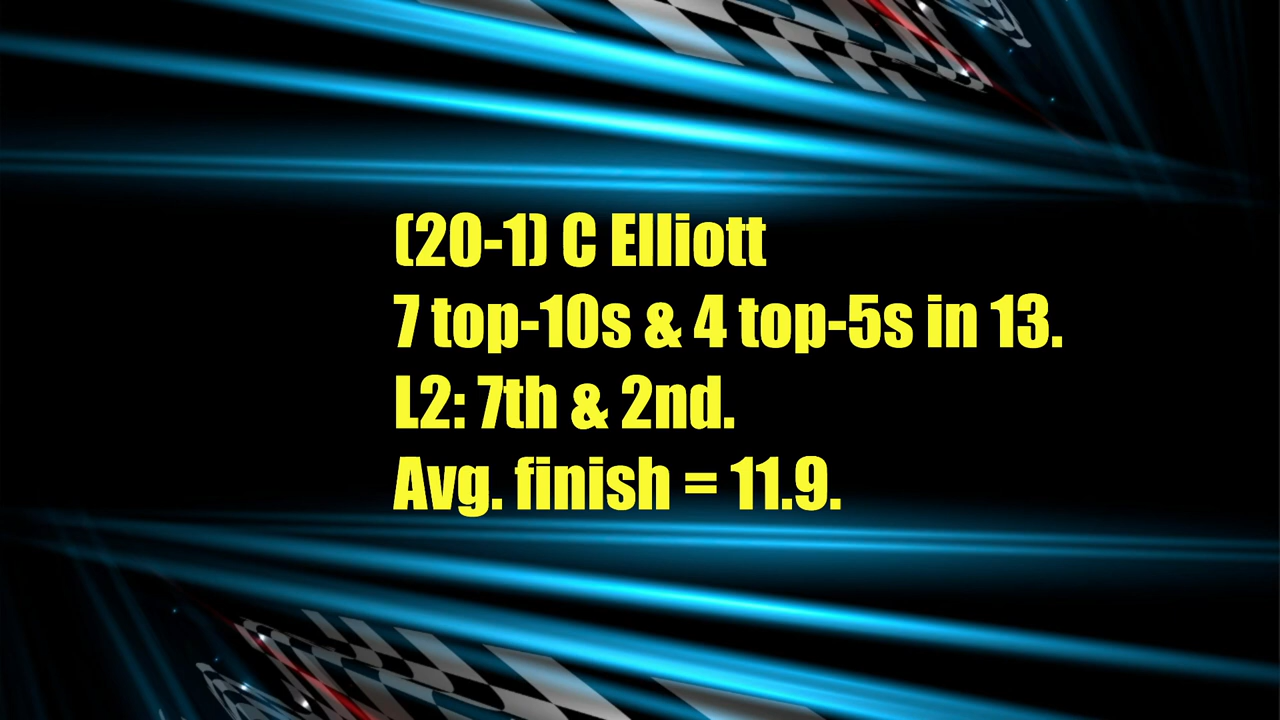 (20-1) C Elliott
7 top-10s & 4 top-5s in 13.
L2: 7th & 2nd.
Avg. finish = 11.9.